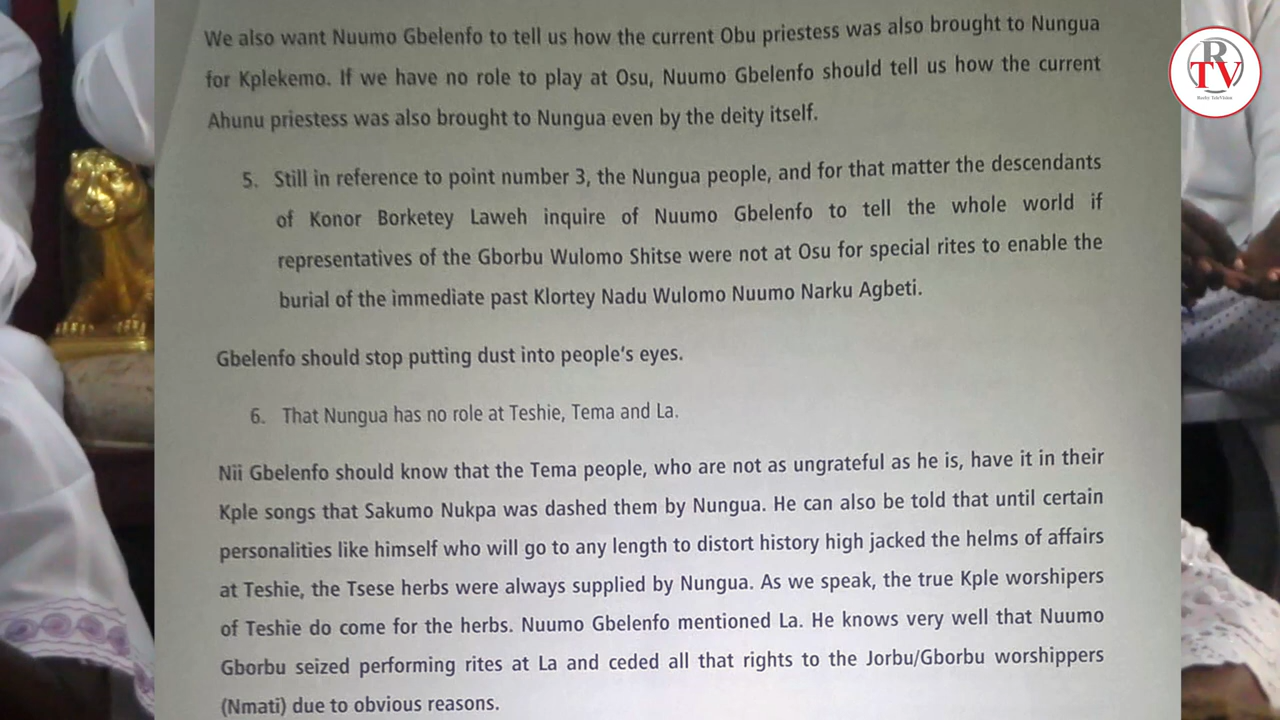 We also want Nuumo Gbelenfo to tell us how the current Obu priestess was also brought to Nungua
for Kplekemo. If we have no role to play at Osu, Nuumo Gbelenfo should tell us how the current
Ahunu priestess was also brought to Nungua even by the deity itself.
5. Still in reference to point number 3, the Nungua people, and for that matter the descendants
of Konor Borketey Laweh inquire of Nuumo Gbelenfo to tell the whole world if
representatives of the Gborbu Wulomo Shitse were not at Osu for special rites to enable the
burial of the immediate past Klortey Nadu Wulomo Nuumo Narku Agbeti.
Gbelenfo should stop putting dust into people's eyes.
6. That Nungua has no role at Teshie, Tema and La.
Nii Gbelenfo should know that the Tema people, who are not as ungrateful as he is, have it in their
Kple songs that Sakumo Nukpa was dashed them by Nungua. He can also be told that until certain
personalities like himself who will go to any length to distort history high jacked the helms of affairs
at Teshie, the Tsese herbs were always supplied by Nungua. As we speak, the true Kple worshipers
of Teshie do come for the herbs. Nuumo Gbelenfo mentioned La. He knows very well that Nuumo
Gborbu seized performing rites at La and ceded all that rights to the Jorbu/Gborbu worshippers
(Nmati) due to obvious reasons.
R
TV
Realty TeleVision